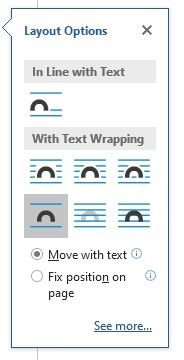 Layout Options
In Line with Text
With Text Wrapping
Move with text
Fix position on
page
See more...